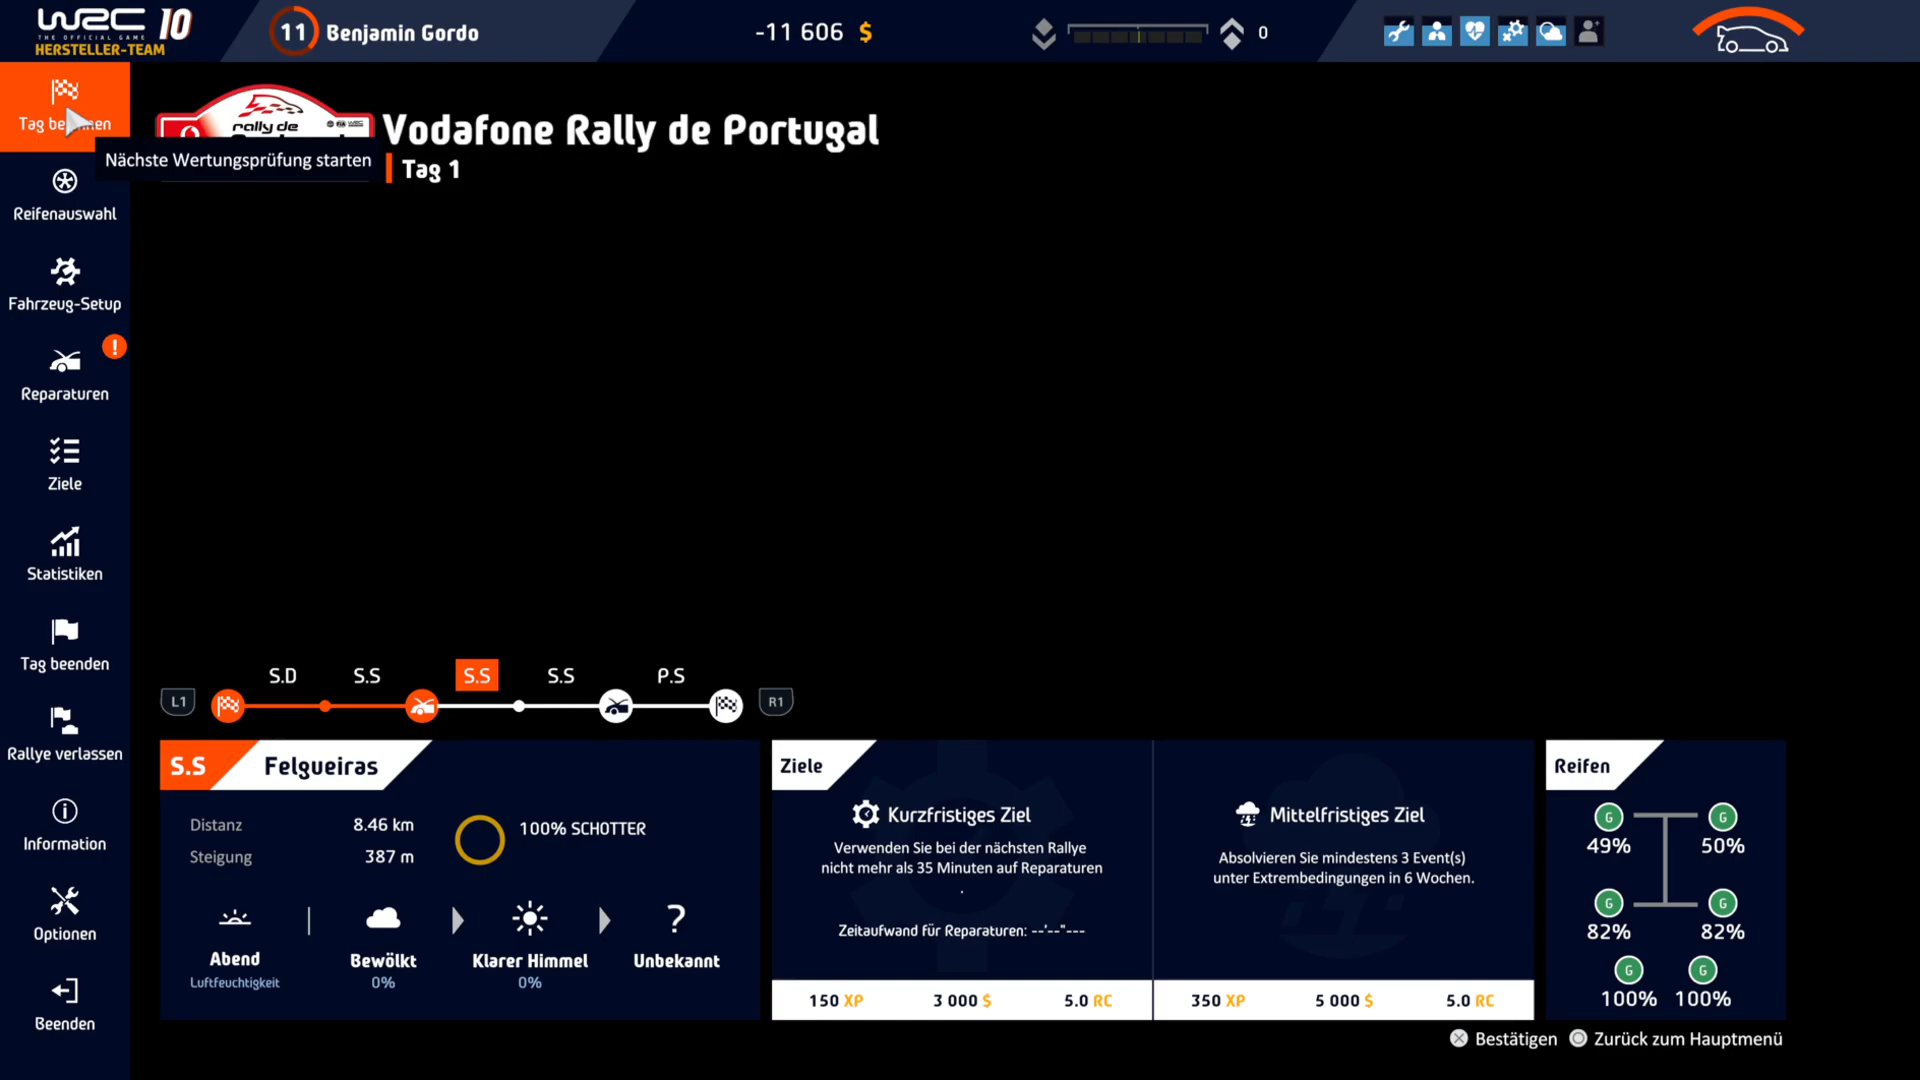 WRC 10
THE OFFICIAL GAME
HERSTELLER-TEAM
11 Benjamin Gordo
-11 606 $
0
Tag be nen
Nächste Wertungsprüfung starten
rally de
Vodafone Rally de Portugal
Tag 1
Reifenauswahl
Fahrzeug-Setup
!
Reparaturen
Ziele
Statistiken
Tag beenden
Rallye verlassen
Information
Optionen
Beenden
S.D S.S S.S S.S P.S
L1 R1
S.S Felgueiras
Distanz 8.46 km
Steigung 387 m
100% SCHOTTER
Abend Bewölkt Klarer Himmel ? Unbekannt
Luftfeuchtigkeit 0% 0%
Ziele
Kurzfristiges Ziel
Verwenden Sie bei der nächsten Rallye
nicht mehr als 35 Minuten auf Reparaturen
.
Zeitaufwand für Reparaturen: --'--"---
150 XP 3 000 $ 5.0 RC
Mittelfristiges Ziel
Absolvieren Sie mindestens 3 Event(s)
unter Extrembedingungen in 6 Wochen.
350 XP 5 000 $ 5.0 RC
Reifen
G G
49% 50%
G G
82% 82%
G G
100% 100%
Bestätigen Zurück zum Hauptmenü